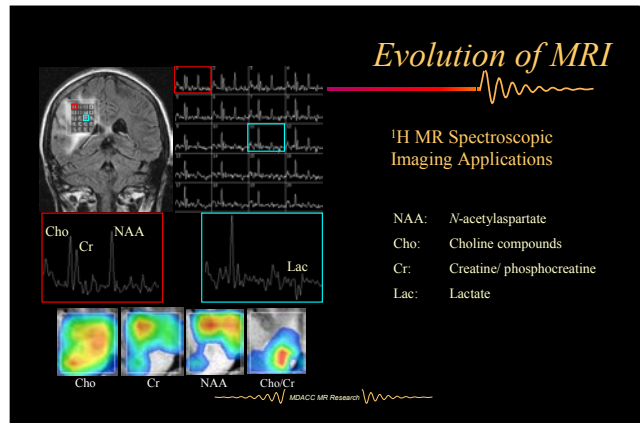 Evolution of MRI
¹H MR Spectroscopic
Imaging Applications
NAA: N-acetylaspartate
Cho: Choline compounds
Cr: Creatine/ phosphocreatine
Lac: Lactate
Cho
Cr
NAA
Lac
Cho
Cr
NAA
Cho/Cr
MDACC MR Research